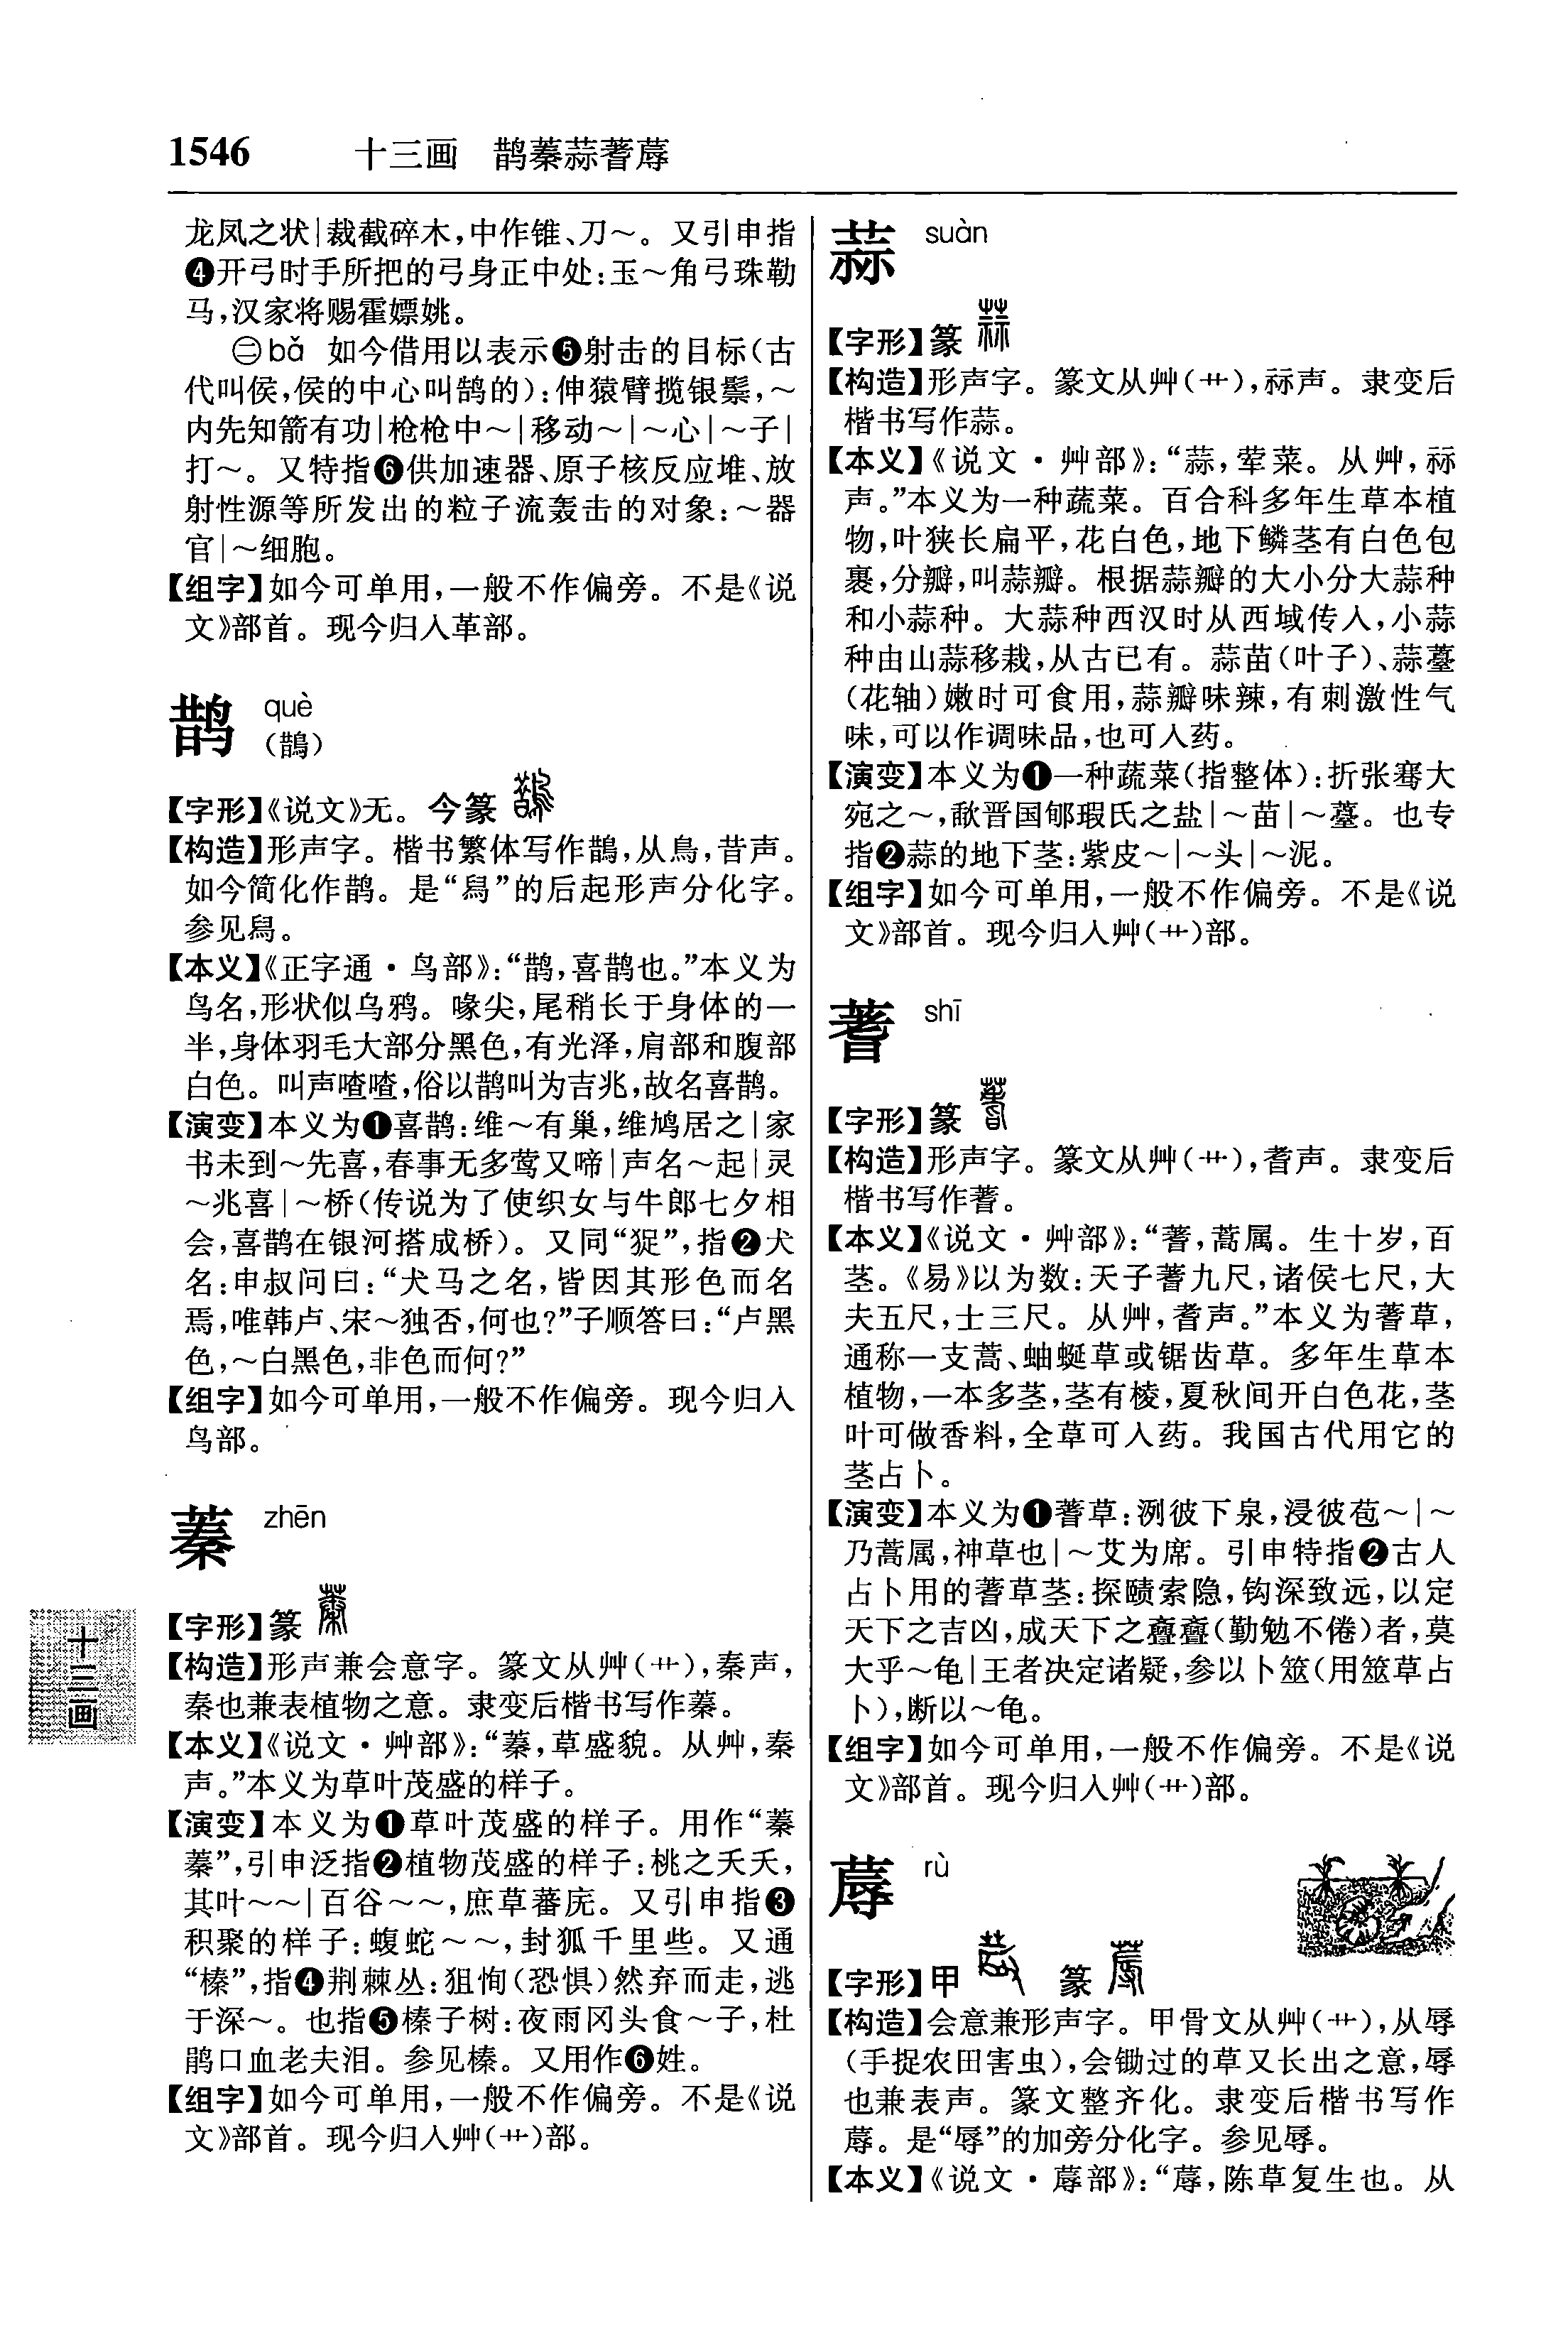 1546 十三画 鹊蓁蒜蓍蓐
龙凤之状|裁截碎木,中作锥、刀～。又引申指
❹开弓时手所把的弓身正中处:玉～角弓珠勒
马,汉家将赐霍嫖姚。
㊁bǎ 如今借用以表示❺射击的目标(古
代叫侯,侯的中心叫鹄的):伸猿臂揽银鬃,～
内先知箭有功|枪枪中～|移动～|～心|～子|
打～。又特指❻供加速器、原子核反应堆、放
射性源等所发出的粒子流轰击的对象:～器
官|～细胞。
【组字】如今可单用,一般不作偏旁。不是《说
文》部首。现今归入革部。
鹊 què
(鵲)
【字形】《说文》无。今篆
【构造】形声字。楷书繁体写作鵲,从鳥,昔声。
如今简化作鹊。是“舄”的后起形声分化字。
参见舄。
【本义】《正字通·鸟部》:“鹊,喜鹊也。”本义为
鸟名,形状似乌鸦。喙尖,尾稍长于身体的一
半,身体羽毛大部分黑色,有光泽,肩部和腹部
白色。叫声喳喳,俗以鹊叫为吉兆,故名喜鹊。
【演变】本义为❶喜鹊:维～有巢,维鸠居之|家
书未到～先喜,春事无多莺又啼|声名～起|灵
～兆喜|～桥(传说为了使织女与牛郎七夕相
会,喜鹊在银河搭成桥)。又同“㹱”,指❷犬
名:申叔问曰:“犬马之名,皆因其形色而名
焉,唯韩卢、宋～独否,何也?”子顺答曰:“卢黑
色,～白黑色,非色而何?”
【组字】如今可单用,一般不作偏旁。现今归入
鸟部。
蓁 zhēn
【字形】篆
【构造】形声兼会意字。篆文从艸(艹),秦声,
秦也兼表植物之意。隶变后楷书写作蓁。
【本义】《说文·艸部》:“蓁,草盛貌。从艸,秦
声。”本义为草叶茂盛的样子。
【演变】本义为❶草叶茂盛的样子。用作“蓁
蓁”,引申泛指❷植物茂盛的样子:桃之夭夭,
其叶～～|百谷～～,庶草蕃庑。又引申指❸
积聚的样子:蝮蛇～～,封狐千里些。又通
“榛”,指❹荆棘丛:狙恂(恐惧)然弃而走,逃
于深～。也指❺榛子树:夜雨冈头食～子,杜
鹃口血老夫泪。参见榛。又用作❻姓。
【组字】如今可单用,一般不作偏旁。不是《说
文》部首。现今归入艸(艹)部。
十三画
蒜 suàn
【字形】篆
【构造】形声字。篆文从艸(艹),祘声。隶变后
楷书写作蒜。
【本义】《说文·艸部》:“蒜,荤菜。从艸,祘
声。”本义为一种蔬菜。百合科多年生草本植
物,叶狭长扁平,花白色,地下鳞茎有白色包
裹,分瓣,叫蒜瓣。根据蒜瓣的大小分大蒜种
和小蒜种。大蒜种西汉时从西域传入,小蒜
种由山蒜移栽,从古已有。蒜苗(叶子)、蒜薹
(花轴)嫩时可食用,蒜瓣味辣,有刺激性气
味,可以作调味品,也可入药。
【演变】本义为❶一种蔬菜(指整体):折张骞大
宛之～,歃晋国郇瑕氏之盐|～苗|～薹。也专
指❷蒜的地下茎:紫皮～|～头|～泥。
【组字】如今可单用,一般不作偏旁。不是《说
文》部首。现今归入艸(艹)部。
蓍 shī
【字形】篆
【构造】形声字。篆文从艸(艹),耆声。隶变后
楷书写作蓍。
【本义】《说文·艸部》:“蓍,蒿属。生十岁,百
茎。《易》以为数:天子蓍九尺,诸侯七尺,大
夫五尺,士三尺。从艸,耆声。”本义为蓍草,
通称一支蒿、蚰蜒草或锯齿草。多年生草本
植物,一本多茎,茎有棱,夏秋间开白色花,茎
叶可做香料,全草可入药。我国古代用它的
茎占卜。
【演变】本义为❶蓍草:洌彼下泉,浸彼苞～|～
乃蒿属,神草也|～艾为席。引申特指❷古人
占卜用的蓍草茎:探赜索隐,钩深致远,以定
天下之吉凶,成天下之亹亹(勤勉不倦)者,莫
大乎～龟|王者决定诸疑,参以卜筮(用筮草占
卜),断以～龟。
【组字】如今可单用,一般不作偏旁。不是《说
文》部首。现今归入艸(艹)部。
蓐 rù
【字形】甲 篆
【构造】会意兼形声字。甲骨文从艸(艹),从辱
(手捉农田害虫),会锄过的草又长出之意,辱
也兼表声。篆文整齐化。隶变后楷书写作
蓐。是“辱”的加旁分化字。参见辱。
【本义】《说文·蓐部》:“蓐,陈草复生也。从